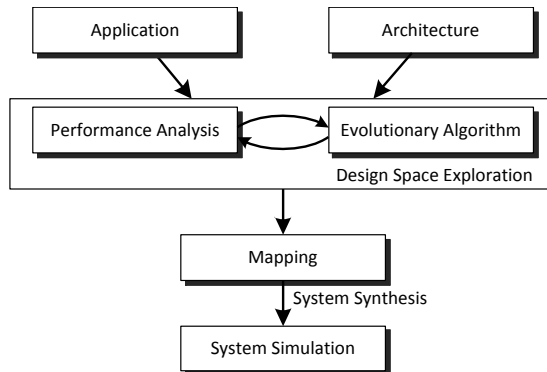 Application
Architecture
Performance Analysis
Evolutionary Algorithm
Design Space Exploration
Mapping
System Synthesis
System Simulation